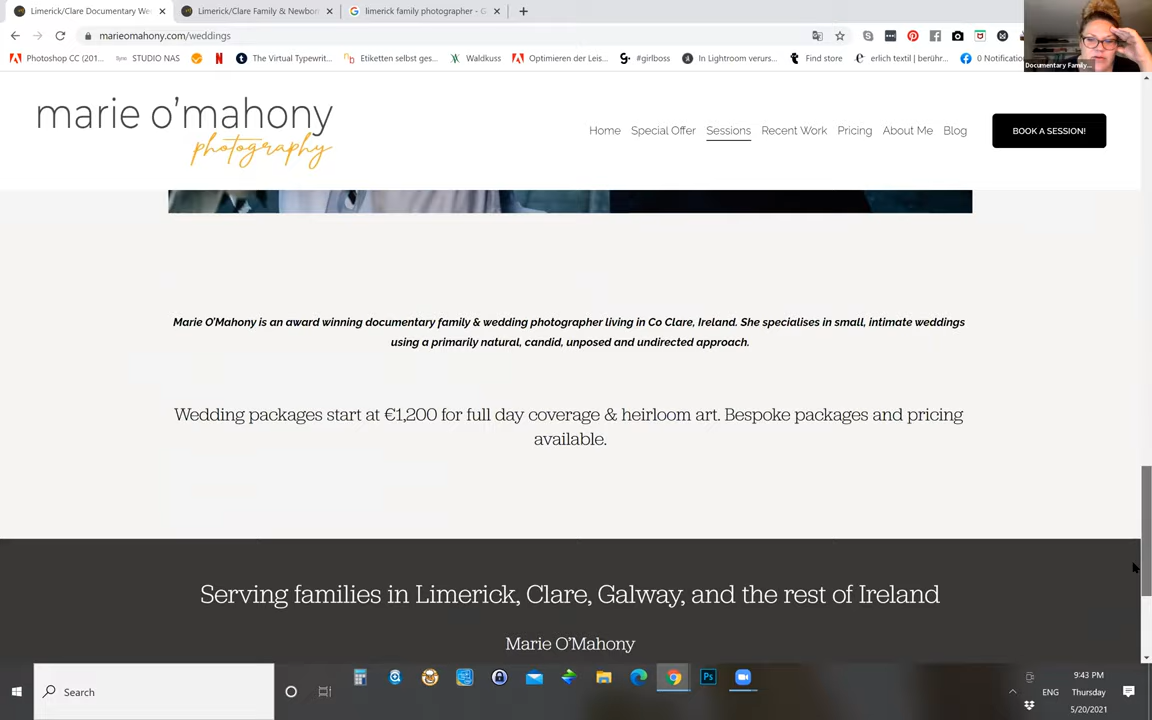 Limerick/Clare Documentary We
Limerick/Clare Family & Newborn
limerick family photographer - G
marieomahony.com/weddings
Photoshop CC (201...
Sync
STUDIO NAS
The Virtual Typewrit...
Etiketten selbst ges...
Waldkuss
Optimieren der Leis...
#girlboss
In Lightroom verurs...
Find store
erlich textil | berühr...
0 Notification
Documentary Family...
marie o'mahony
photography
Home
Special Offer
Sessions
Recent Work
Pricing
About Me
Blog
BOOK A SESSION!
Marie O'Mahony is an award winning documentary family & wedding photographer living in Co Clare, Ireland. She specialises in small, intimate weddings
using a primarily natural, candid, unposed and undirected approach.
Wedding packages start at €1,200 for full day coverage & heirloom art. Bespoke packages and pricing
available.
Serving families in Limerick, Clare, Galway, and the rest of Ireland
Marie O'Mahony
Search
Ps
ENG
9:43 PM
Thursday
5/20/2021